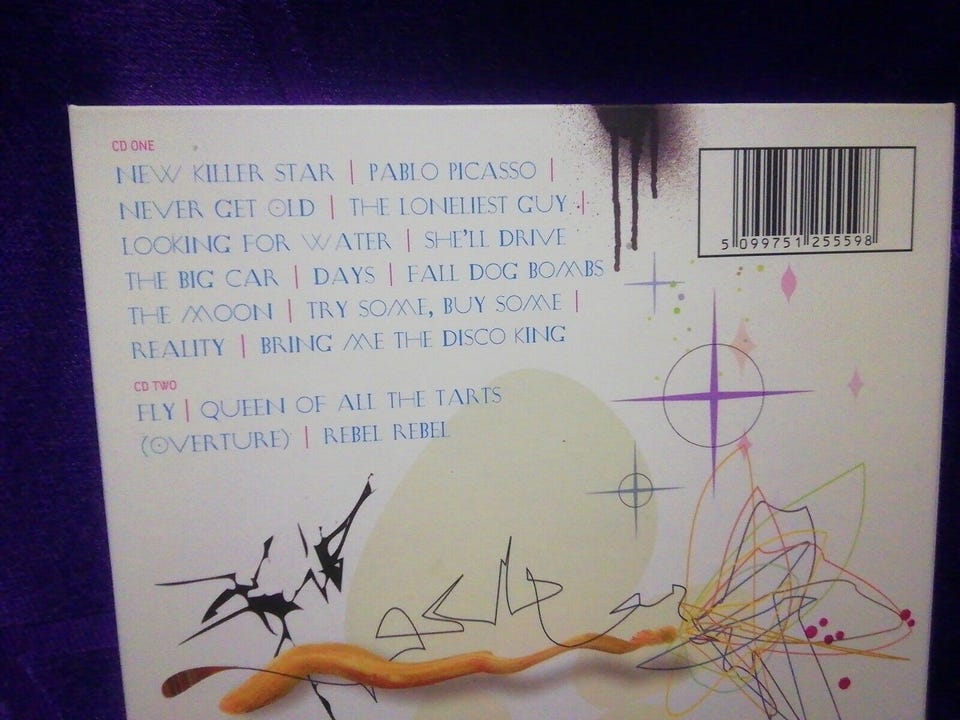 CD ONE
NEW KILLER STAR | PABLO PICASSO |
NEVER GET OLD | THE LONELIEST GUY |
LOOKING FOR WATER | SHE'LL DRIVE
THE BIG CAR | DAYS | FALL DOG BOMBS
THE MOON | TRY SOME, BUY SOME |
REALITY | BRING ME THE DISCO KING
CD TWO
FLY | QUEEN OF ALL THE TARTS
(OVERTURE) | REBEL REBEL
5 099751 255598